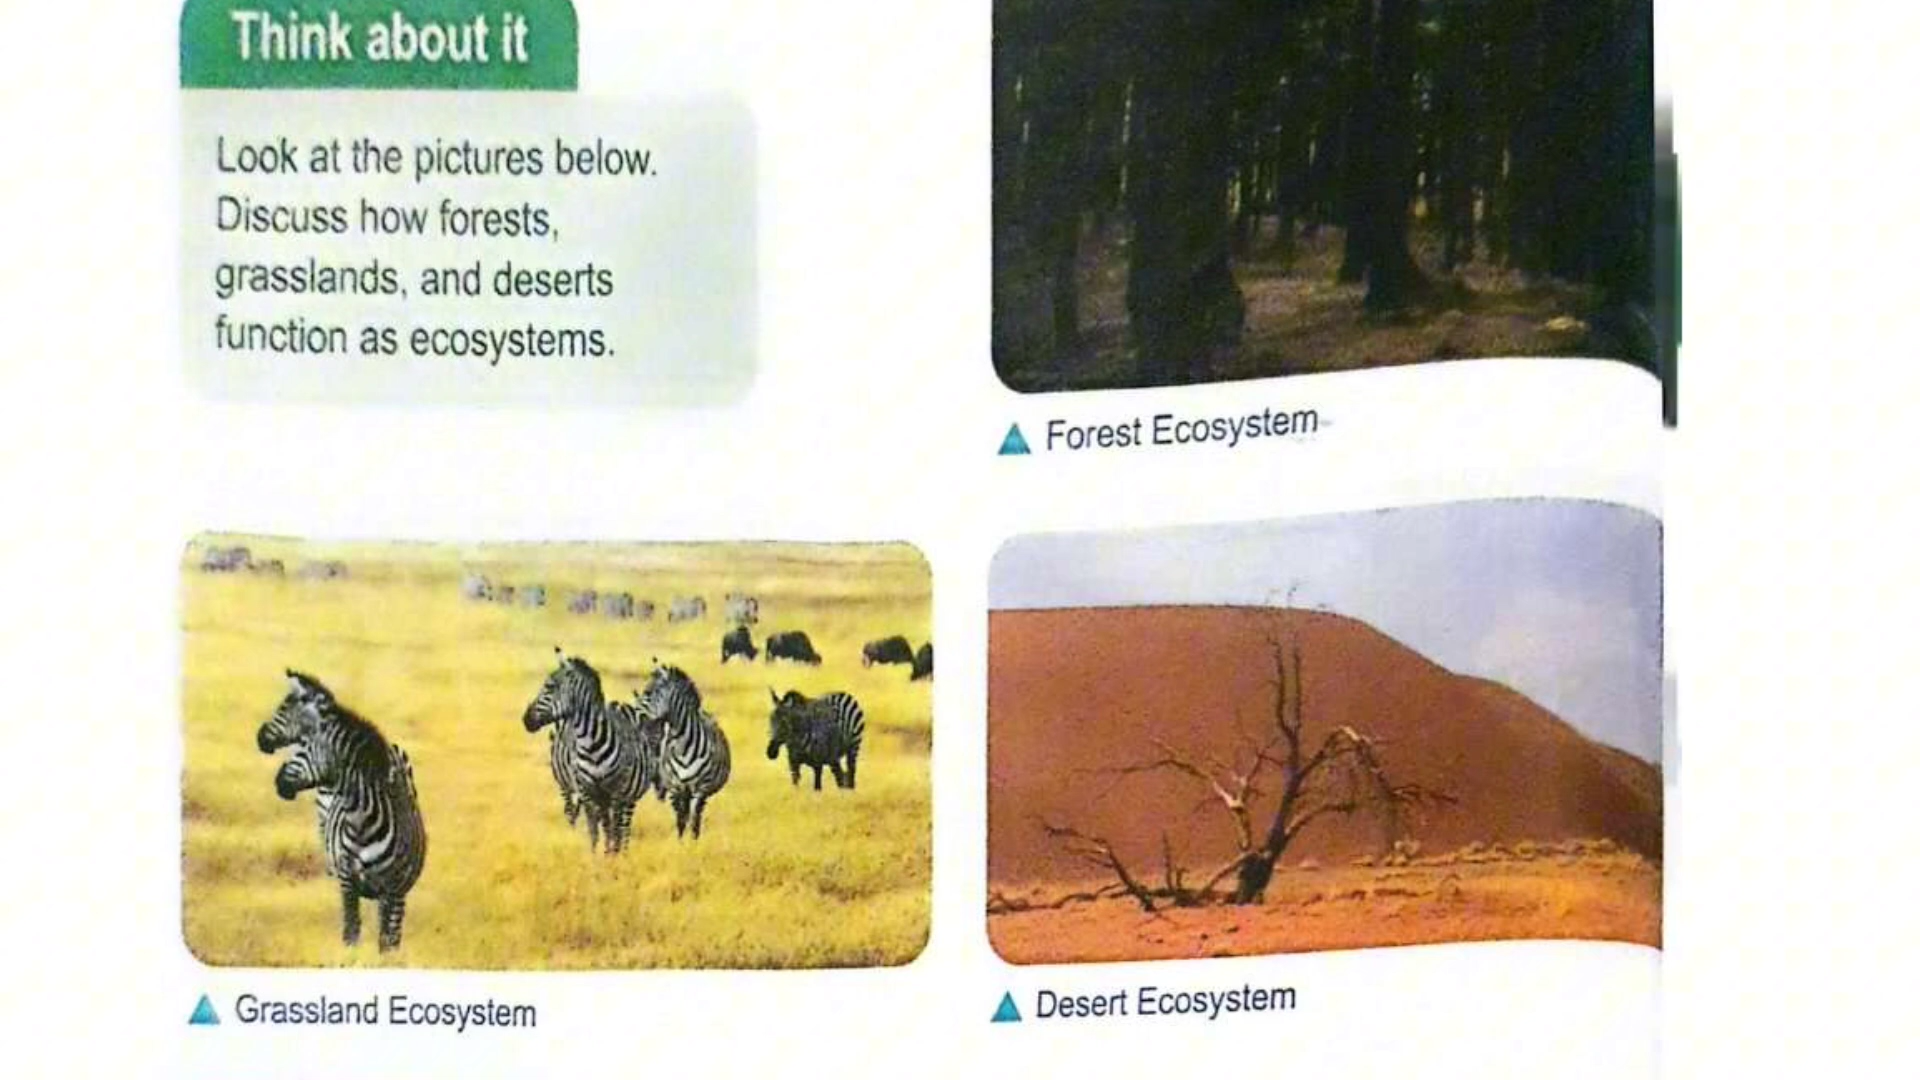 Think about it
Look at the pictures below.
Discuss how forests,
grasslands, and deserts
function as ecosystems.
Forest Ecosystem
Grassland Ecosystem
Desert Ecosystem